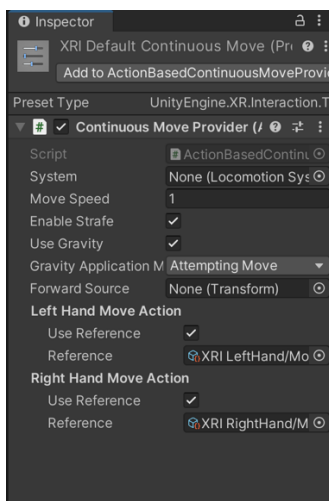 Inspector
XRI Default Continuous Move (Pr
Add to ActionBasedContinuousMoveProvi
Preset Type UnityEngine.XR.Interaction.T
# Continuous Move Provider (
Script ActionBasedContinu
System None (Locomotion Sys
Move Speed 1
Enable Strafe
Use Gravity
Gravity Application M Attempting Move
Forward Source None (Transform)
Left Hand Move Action
Use Reference
Reference XRI LeftHand/Mo
Right Hand Move Action
Use Reference
Reference XRI RightHand/M